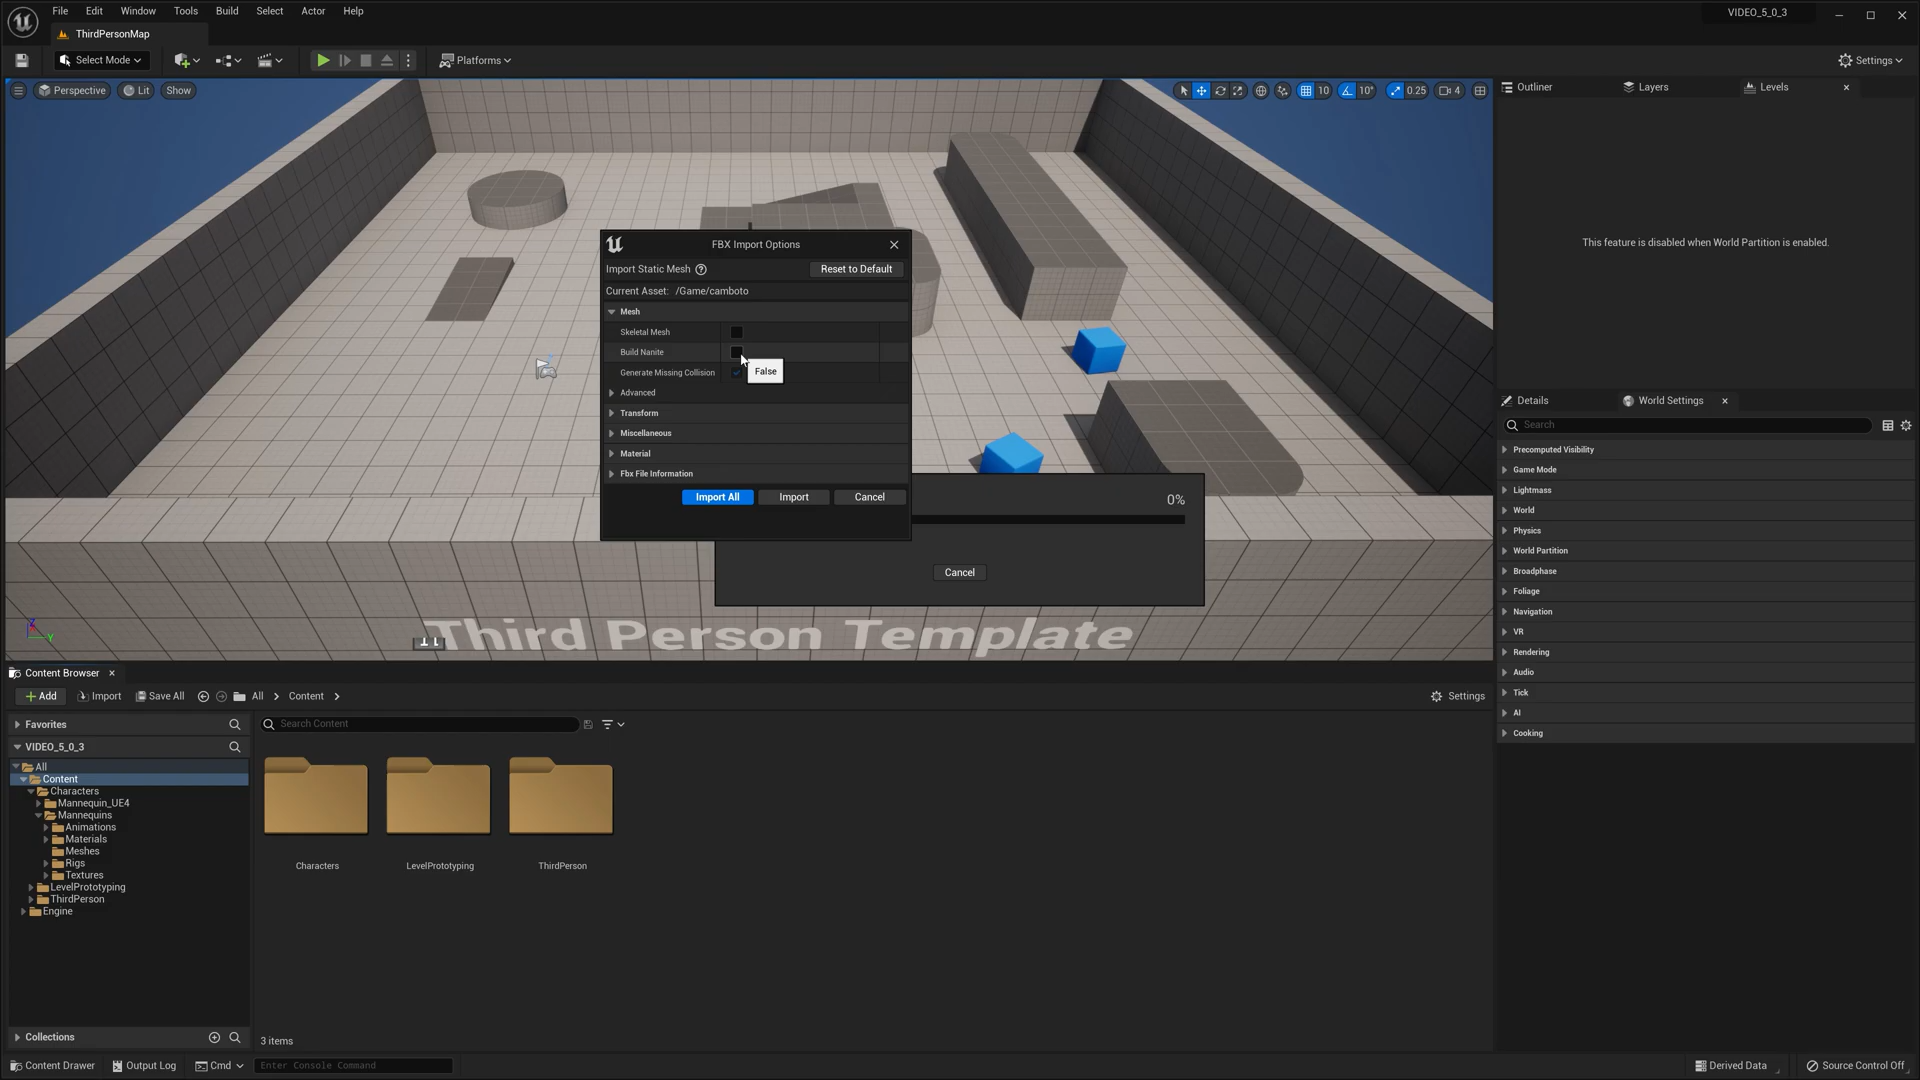 File Edit Window Tools Build Select Actor Help
VIDEO_5_0_3
ThirdPersonMap
Select Mode
Platforms
Settings
Perspective Lit Show
10 10° 0.25 4
Outliner Layers Levels
This feature is disabled when World Partition is enabled.
FBX Import Options
Import Static Mesh
Reset to Default
Current Asset: /Game/camboto
Mesh
Skeletal Mesh
Build Nanite
False
Generate Missing Collision
Advanced
Transform
Miscellaneous
Material
Fbx File Information
Import All Import Cancel
0%
Cancel
Third Person Template
Z
Y
Details World Settings
Search
Precomputed Visibility
Game Mode
Lightmass
World
Physics
World Partition
Broadphase
Foliage
Navigation
VR
Rendering
Audio
Tick
AI
Cooking
Content Browser
Add Import Save All All Content
Settings
Favorites
Search Content
VIDEO_5_0_3
All
Content
Characters
Mannequin_UE4
Mannequins
Animations
Materials
Meshes
Rigs
Textures
LevelPrototyping
ThirdPerson
Engine
Characters LevelPrototyping ThirdPerson
Collections
3 items
Content Drawer Output Log Cmd Enter Console Command
Derived Data Source Control Off